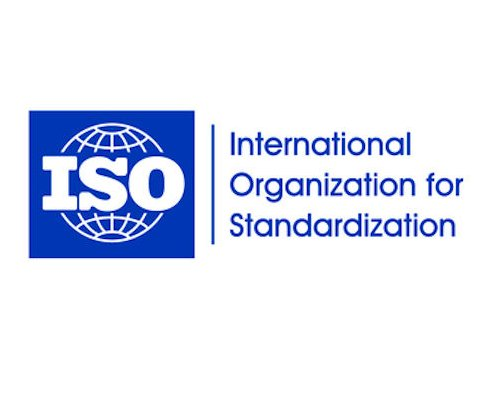 ISO
International
Organization for
Standardization